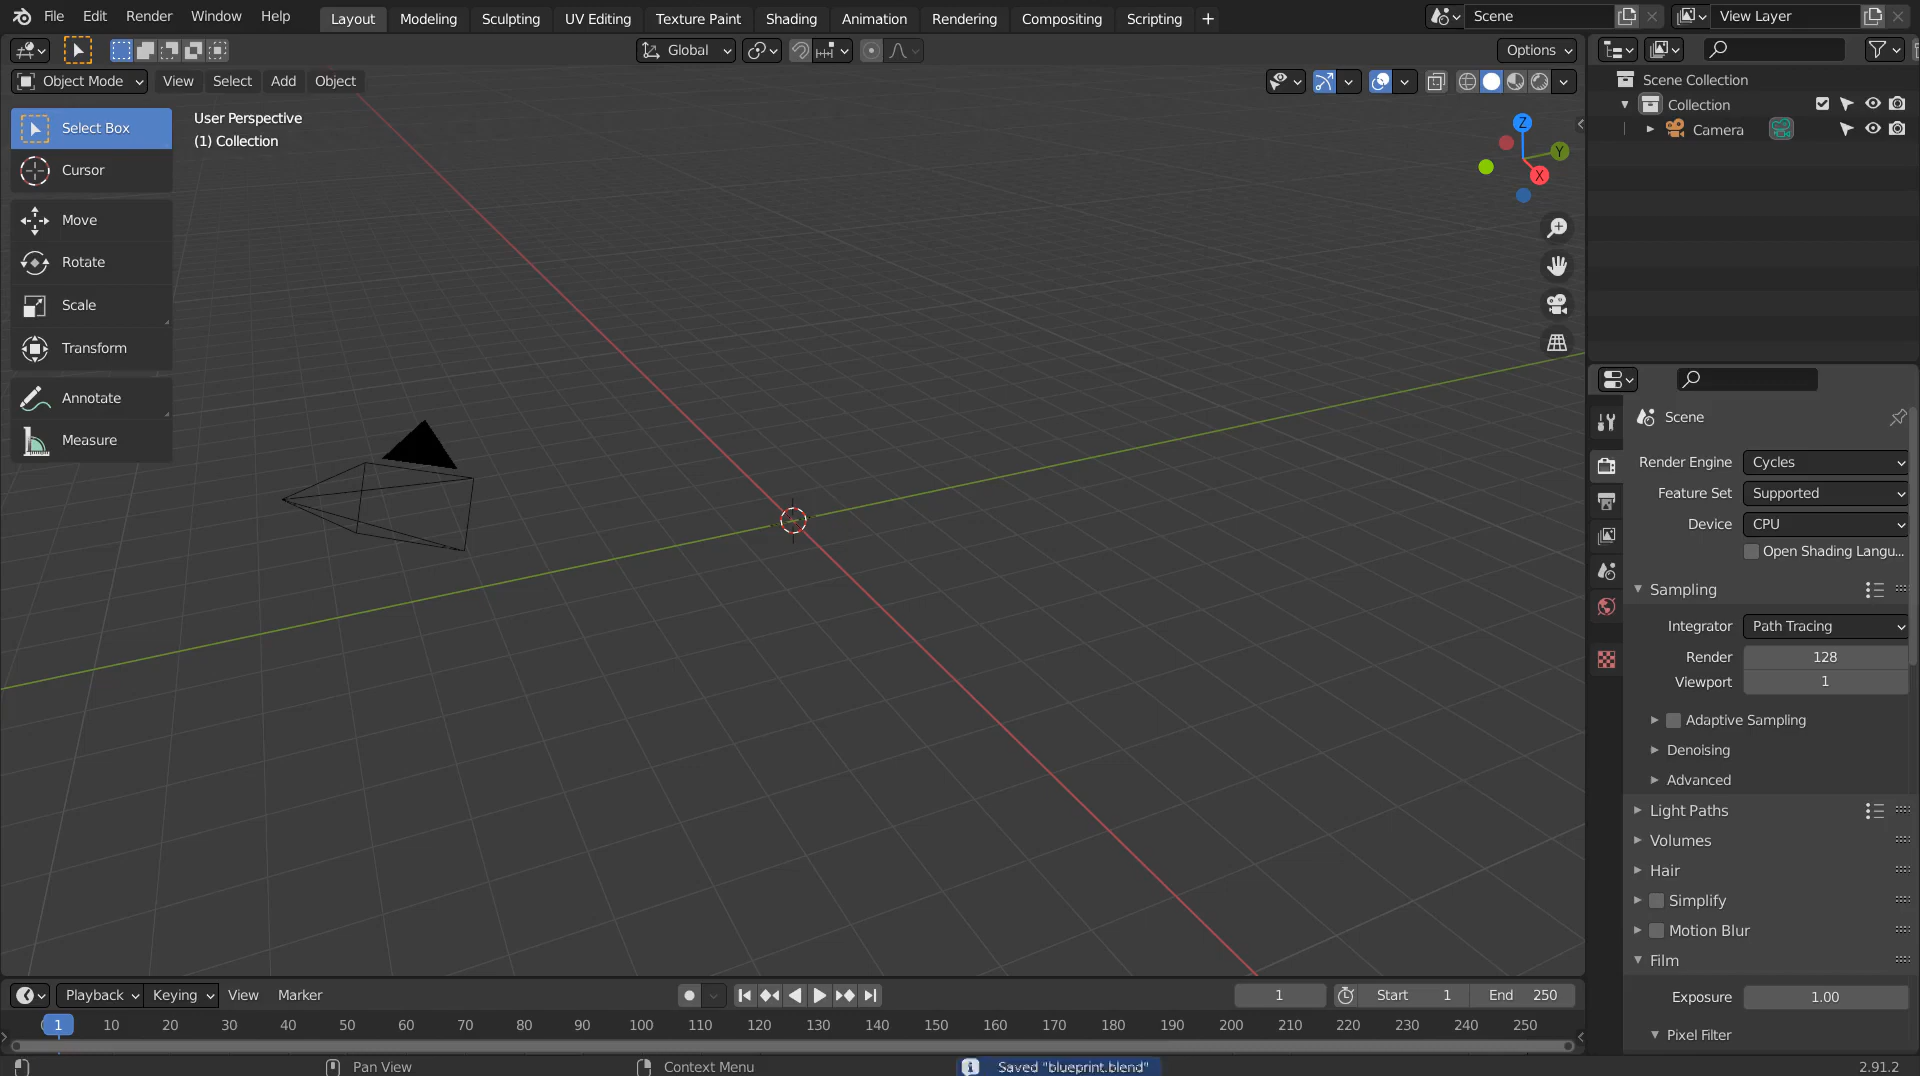 File Edit Render Window Help Layout Modeling Sculpting UV Editing Texture Paint Shading Animation Rendering Compositing Scripting + Scene View Layer
Global Options
Object Mode View Select Add Object
Scene Collection
Collection
Camera
Select Box
Cursor
Move
Rotate
Scale
Transform
Annotate
Measure
User Perspective
(1) Collection
Z
Y
X
Scene
Render Engine Cycles
Feature Set Supported
Device CPU
Open Shading Langu...
Sampling
Integrator Path Tracing
Render 128
Viewport 1
Adaptive Sampling
Denoising
Advanced
Light Paths
Volumes
Hair
Simplify
Motion Blur
Film
Exposure 1.00
Pixel Filter
Playback Keying View Marker 1 Start 1 End 250
1 10 20 30 40 50 60 70 80 90 100 110 120 130 140 150 160 170 180 190 200 210 220 230 240 250
Pan View Context Menu Saved "blueprint.blend" 2.91.2